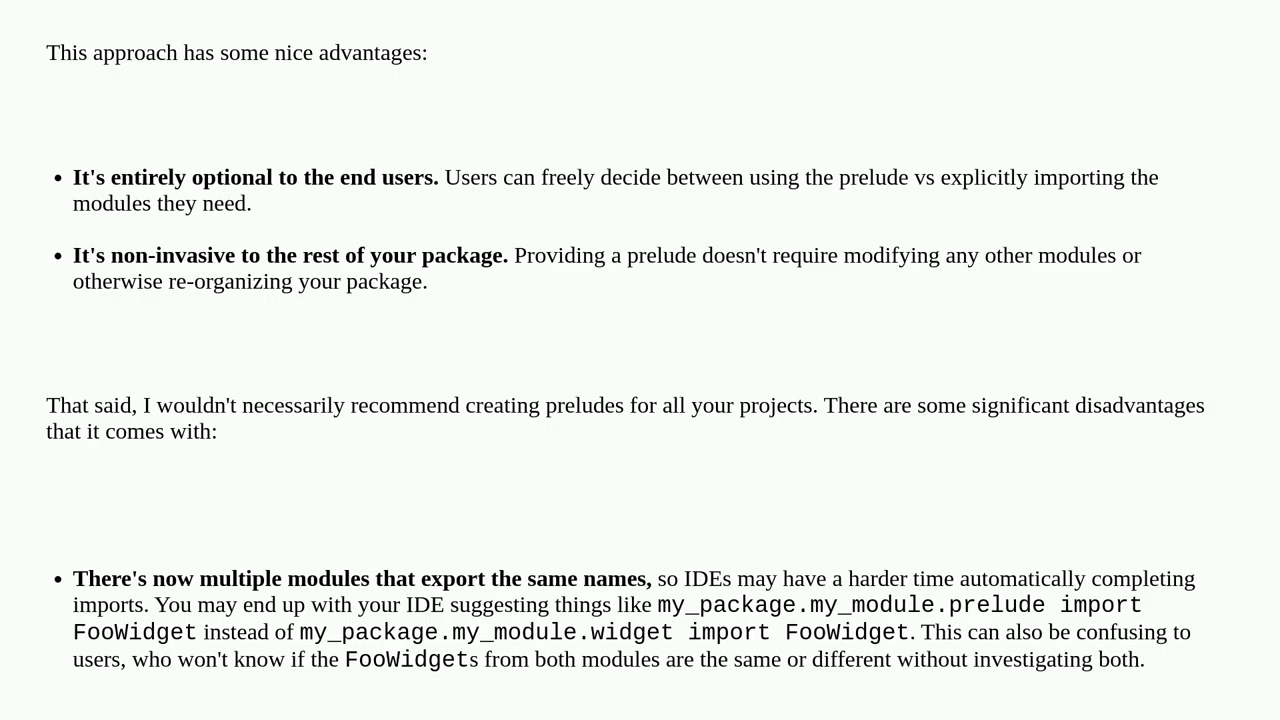 This approach has some nice advantages:
• It's entirely optional to the end users. Users can freely decide between using the prelude vs explicitly importing the
modules they need.
• It's non-invasive to the rest of your package. Providing a prelude doesn't require modifying any other modules or
otherwise re-organizing your package.
That said, I wouldn't necessarily recommend creating preludes for all your projects. There are some significant disadvantages
that it comes with:
• There's now multiple modules that export the same names, so IDEs may have a harder time automatically completing
imports. You may end up with your IDE suggesting things like my_package.my_module.prelude import
FooWidget instead of my_package.my_module.widget import FooWidget. This can also be confusing to
users, who won't know if the FooWidgets from both modules are the same or different without investigating both.